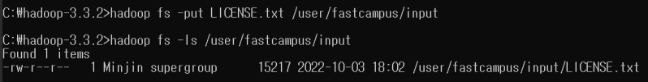 C:₩Hadoop-3.3.2>hadoop fs -put LICENSE.txt /user/fastcampus/input
C:₩Hadoop-3.3.2>hadoop fs -ls /user/fastcampus/input
Found 1 items
-rw-r--r--   1 Minjin supergroup      15217 2022-10-03 18:02 /user/fastcampus/input/LICENSE.txt